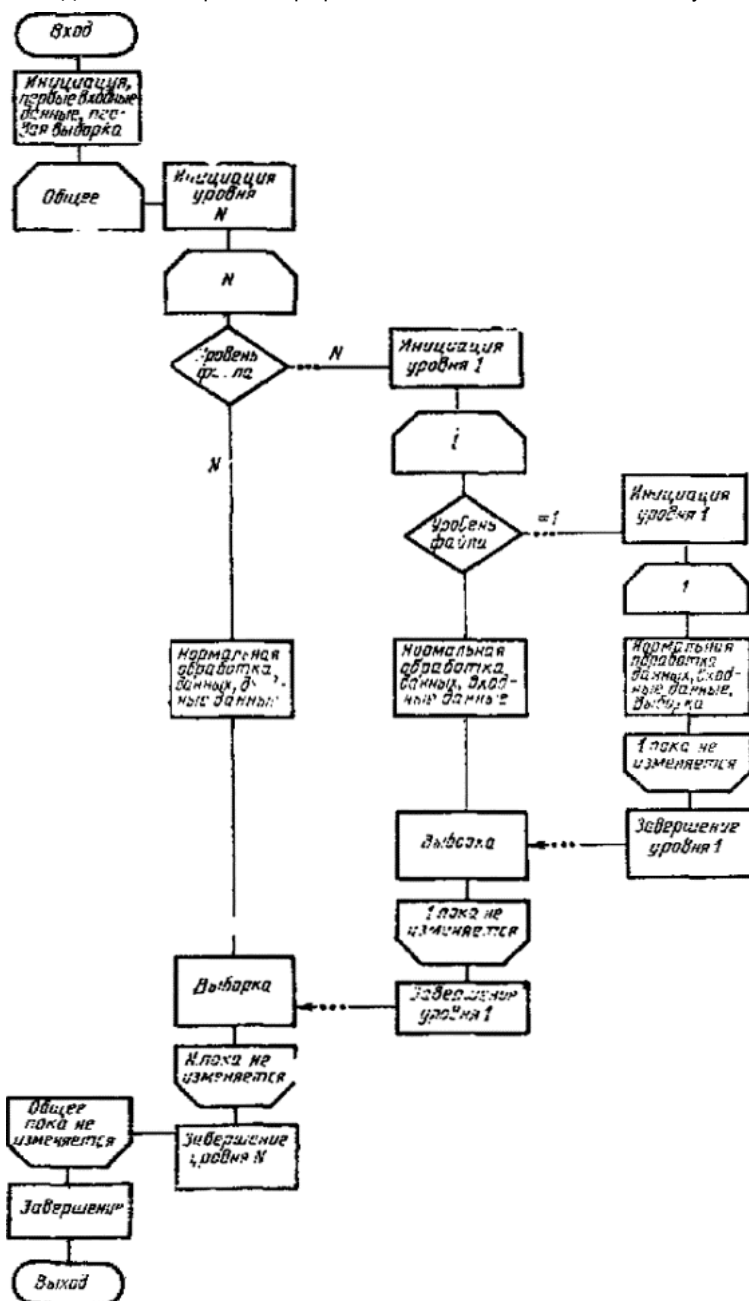 Вход
Инициация,
первые входные
данные,
выборка
Общее
Инициация
уровня
N
N
Уровень
N
Инициация
уровня 1
N
i
Уровень
файла
=1
Инициация
уровня 1
1
Нормальная
обработка
данных,
данные
Нормальная
обработка
данных, вход-
ные данные
Нормальная
обработка
данных, вход-
ные данные,
выборка
1 пока не
изменяется
Завершение
уровня 1
Выборка
1 пока не
изменяется
Завершение
уровня 1
Выборка
N пока не
изменяется
Общее
пока не
изменяется
Завершение
уровня N
Завершение
Выход